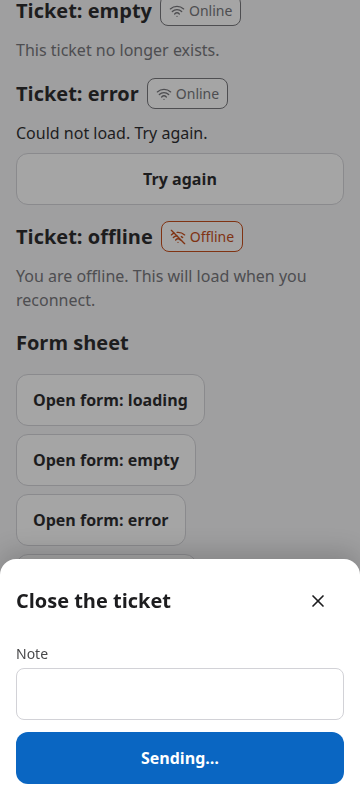 Ticket: empty Online
This ticket no longer exists.
Ticket: error Online
Could not load. Try again.
Try again
Ticket: offline Offline
You are offline. This will load when you
reconnect.
Form sheet
Open form: loading
Open form: empty
Open form: error
Close the ticket
Note
Sending...